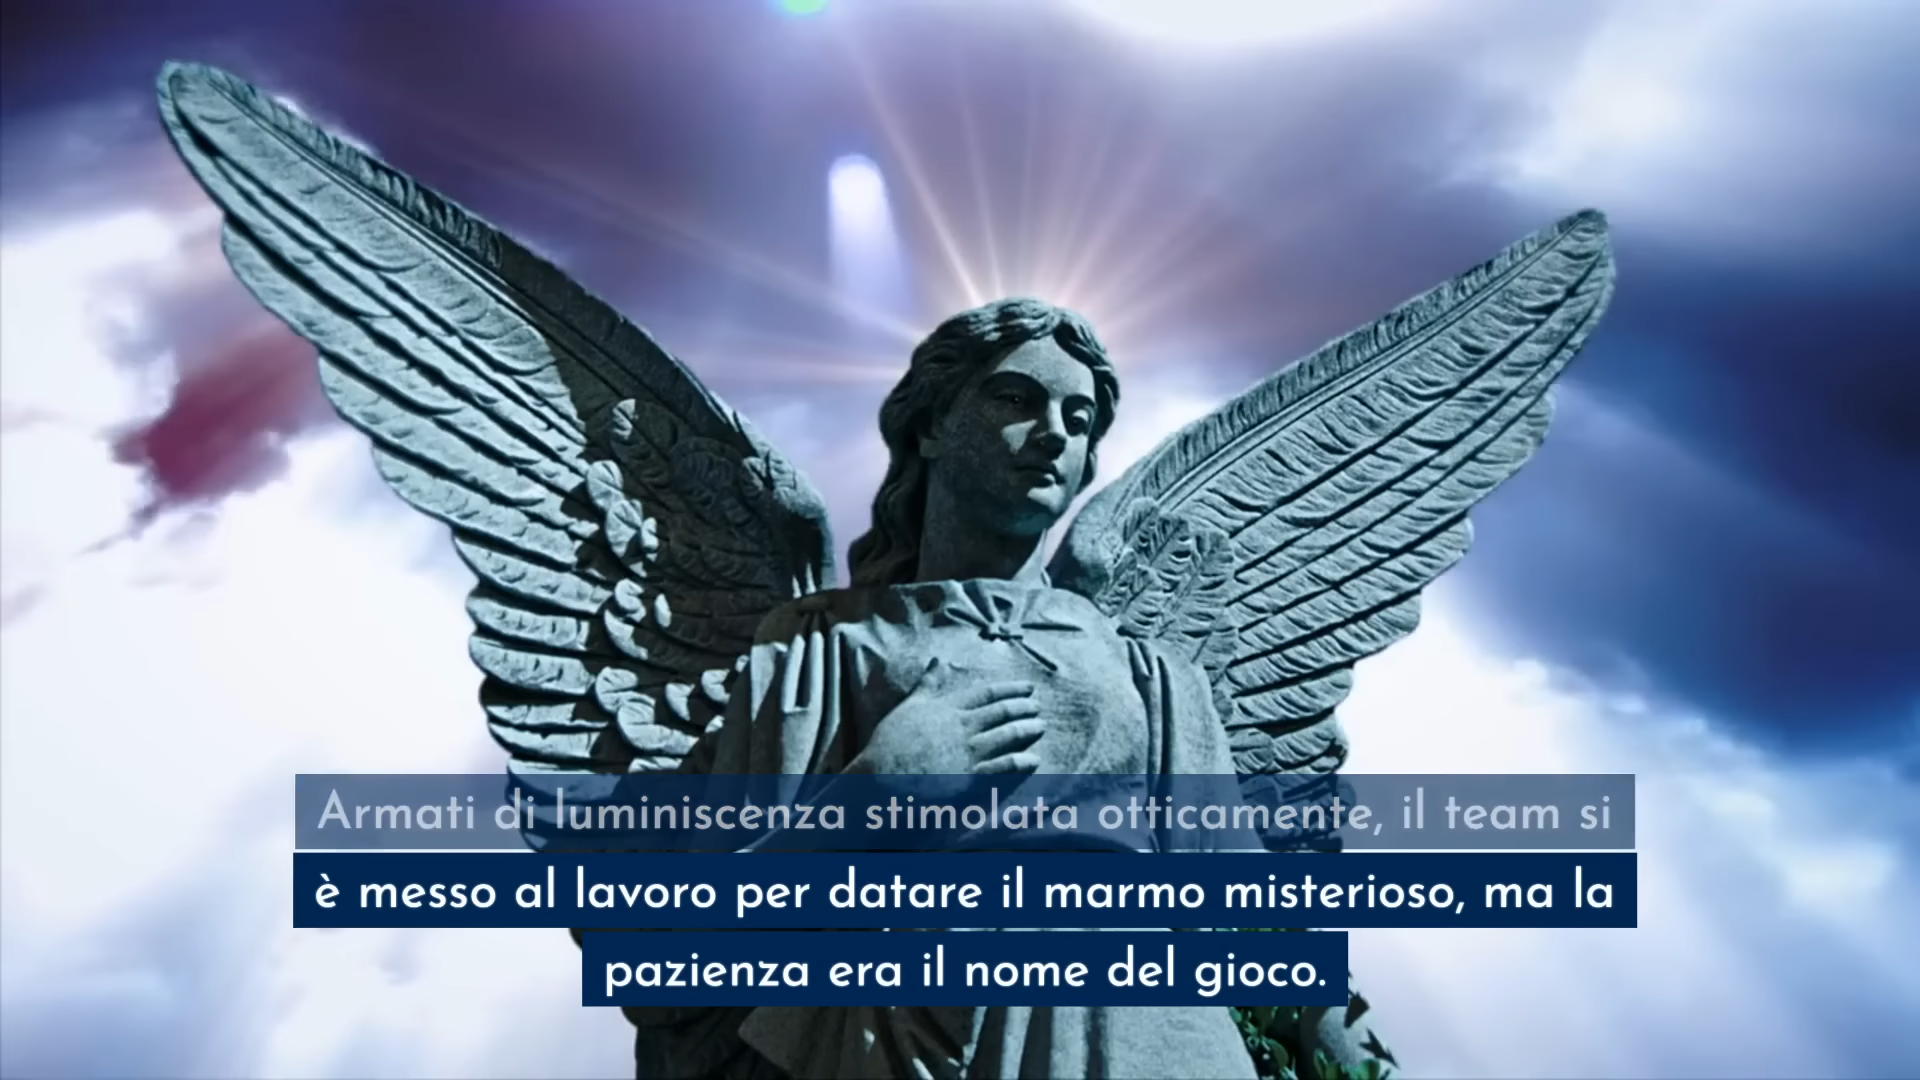 Armati di luminiscenza stimolata otticamente, il team si
è messo al lavoro per datare il marmo misterioso, ma la
pazienza era il nome del gioco.